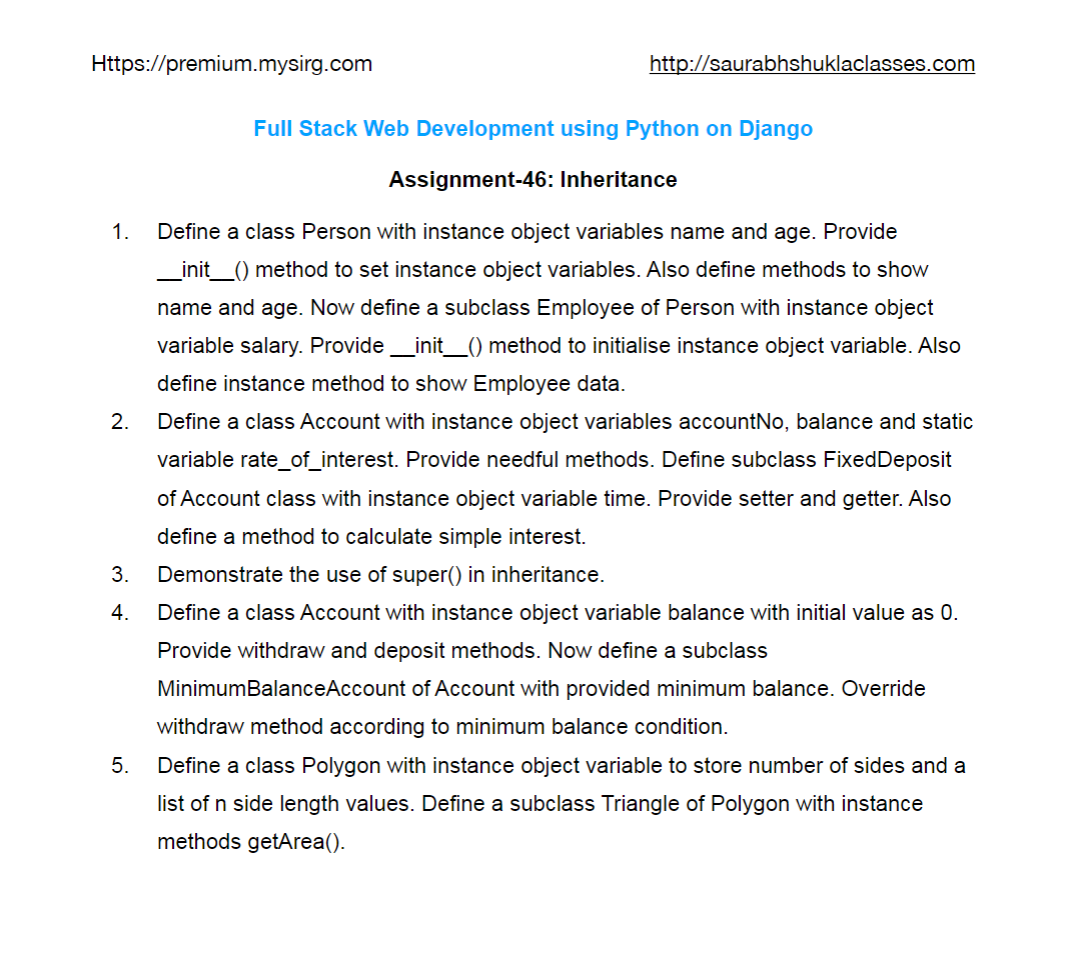 Https://premium.mysirg.com http://saurabhshuklaclasses.com
Full Stack Web Development using Python on Django
Assignment-46: Inheritance
1. Define a class Person with instance object variables name and age. Provide
__init__() method to set instance object variables. Also define methods to show
name and age. Now define a subclass Employee of Person with instance object
variable salary. Provide __init__() method to initialise instance object variable. Also
define instance method to show Employee data.
2. Define a class Account with instance object variables accountNo, balance and static
variable rate_of_interest. Provide needful methods. Define subclass FixedDeposit
of Account class with instance object variable time. Provide setter and getter. Also
define a method to calculate simple interest.
3. Demonstrate the use of super() in inheritance.
4. Define a class Account with instance object variable balance with initial value as 0.
Provide withdraw and deposit methods. Now define a subclass
MinimumBalanceAccount of Account with provided minimum balance. Override
withdraw method according to minimum balance condition.
5. Define a class Polygon with instance object variable to store number of sides and a
list of n side length values. Define a subclass Triangle of Polygon with instance
methods getArea().